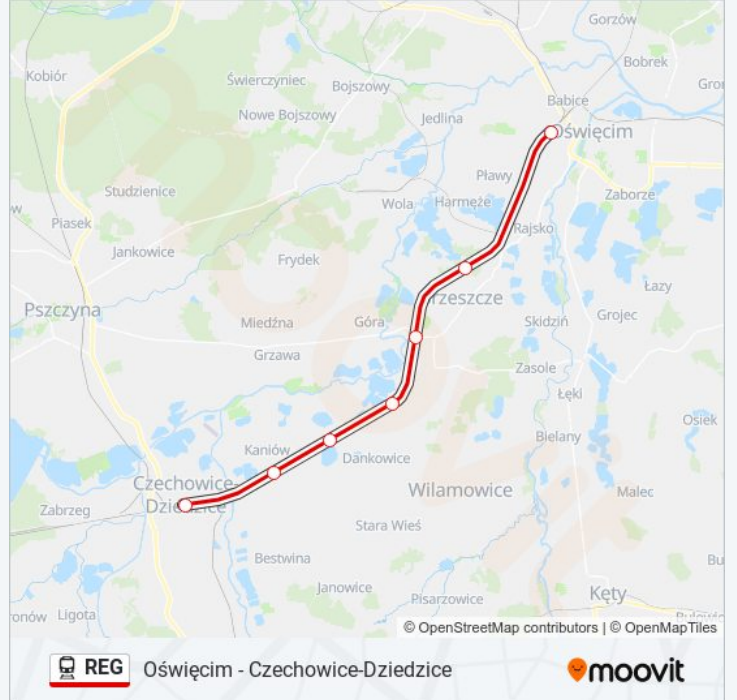 Gorzów
Kobiór
Bobrek
Świerczyniec
Bojszowy
Babice
Nowe Bojszowy
Jedlina
Oświęcim
Pławy
Studzienice
Zaborze
Wola
Harmęże
Piasek
Rajsko
Jankowice
Frydek
Łazy
Pszczyna
rzeszcze
Grojec
Miedźna
Góra
Skidziń
Grzawa
Zasole
Łęki
Osiek
Bielany
Kaniów
Dankowice
Czechowice-
Dziedzice
Wilamowice
Malec
Zabrzeg
Stara Wieś
Bestwina
Janowice
Pisarzowice
Kęty
Ligota
© OpenStreetMap contributors | © OpenMapTiles
REG Oświęcim - Czechowice-Dziedzice
moovit